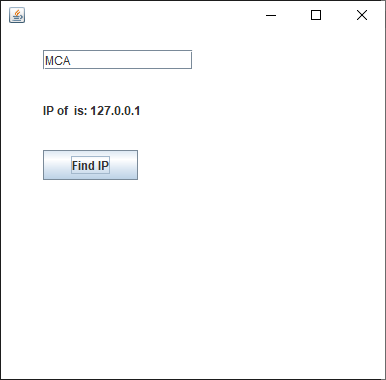 MCA
IP of  is: 127.0.0.1
Find IP